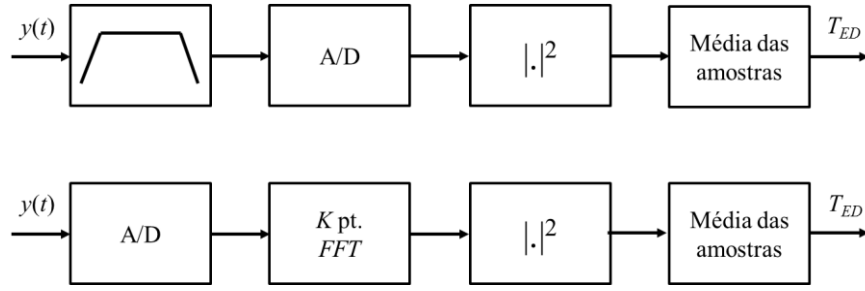 y(t)
A/D
|.|²
Média das
amostras
T_ED
y(t)
A/D
K pt.
FFT
|.|²
Média das
amostras
T_ED